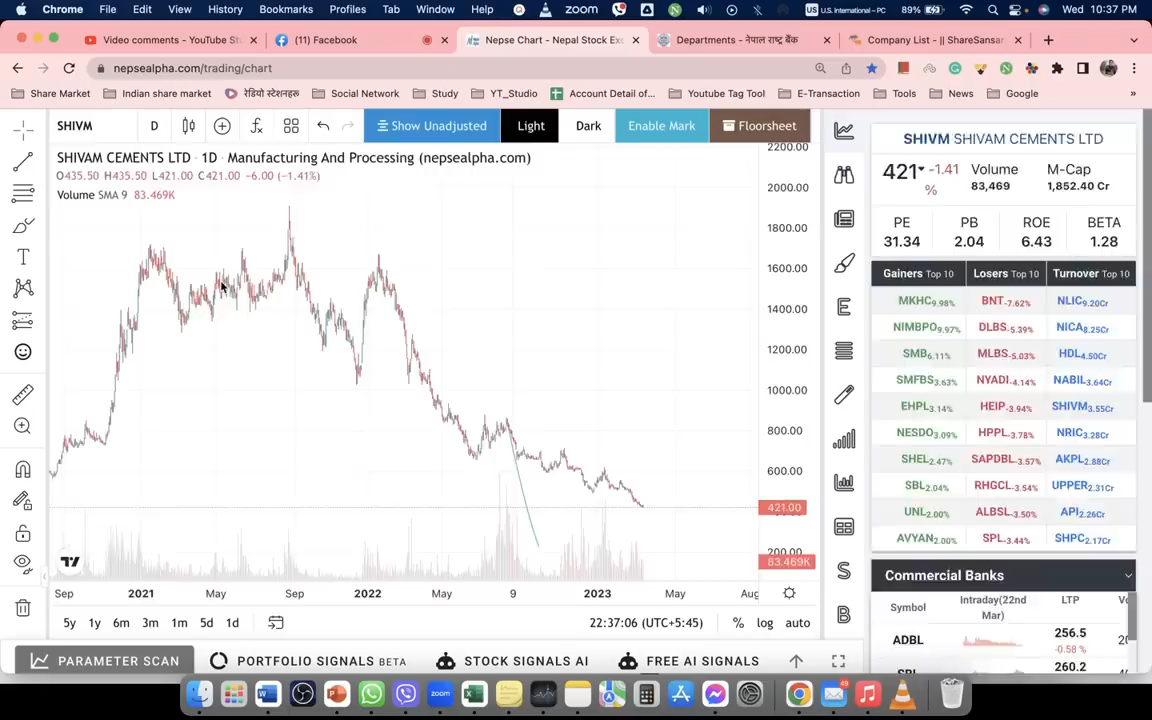 Chrome File Edit View History Bookmarks Profiles Tab Window Help zoom U.S. International – PC 89% Wed 10:37 PM
Video comments - YouTube St
(11) Facebook
Nepse Chart - Nepal Stock Ex
Departments - नेपाल राष्ट्र बैंक
Company List - || ShareSansar
nepsealpha.com/trading/chart
Share Market Indian share market रेडियो स्टेशनहरु Social Network Study YT_Studio Account Detail of... Youtube Tag Tool E-Transaction Tools News Google »
SHIVM D Show Unadjusted Light Dark Enable Mark Floorsheet
SHIVAM CEMENTS LTD · 1D · Manufacturing And Processing (nepsealpha.com)
O435.50 H435.50 L421.00 C421.00 -6.00 (-1.41%)
Volume SMA 9 83.469K
2200.00
2000.00
1800.00
1600.00
1400.00
1200.00
1000.00
800.00
600.00
421.00
200.00
83.469K
Sep 2021 May Sep 2022 May 9 2023 May Aug
5y 1y 6m 3m 1m 5d 1d 22:37:06 (UTC+5:45) % log auto
PARAMETER SCAN PORTFOLIO SIGNALS BETA STOCK SIGNALS AI FREE AI SIGNALS
E
S
B
SHIVM SHIVAM CEMENTS LTD
421 -1.41 % Volume 83,469 M-Cap 1,852.40 Cr
PE PB ROE BETA
31.34 2.04 6.43 1.28
Gainers Top 10 Losers Top 10 Turnover Top 10
MKHC9.98% BNT-7.62% NLIC9.20Cr
NIMBPO9.97% DLBS-5.39% NICA8.25Cr
SMB6.11% MLBS-5.03% HDL4.50Cr
SMFBS3.63% NYADI-4.14% NABIL3.64Cr
EHPL3.14% HEIP-3.94% SHIVM3.55Cr
NESDO3.09% HPPL-3.78% NRIC3.28Cr
SHEL2.47% SAPDBL-3.57% AKPL2.88Cr
SBL2.04% RHGCL-3.54% UPPER2.31Cr
UNL2.00% ALBSL-3.50% API2.26Cr
AVYAN2.00% SPL-3.44% SHPC2.17Cr
Commercial Banks
Symbol Intraday(22nd Mar) LTP
ADBL 256.5
-0.58 %
260.2
49
zoom